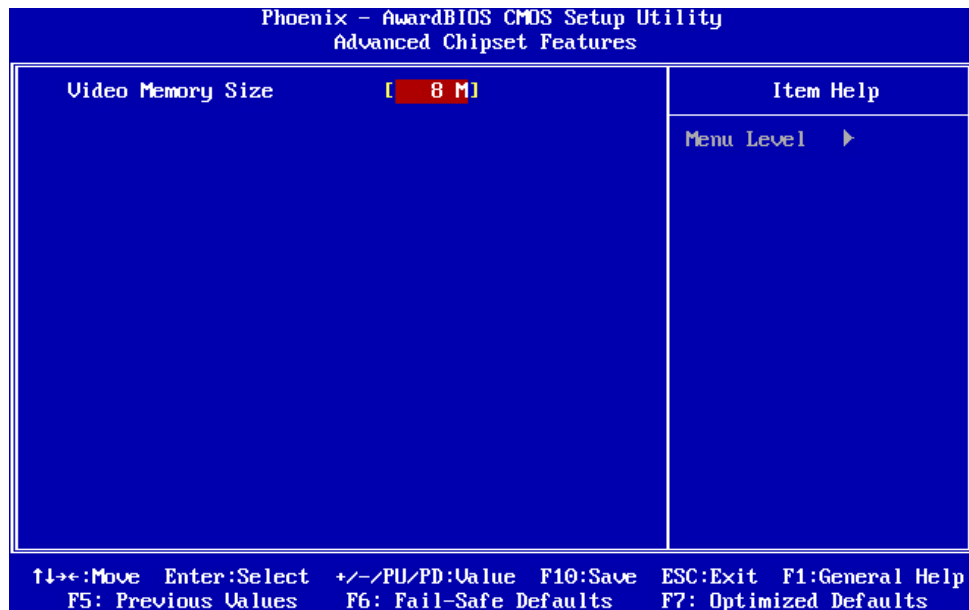 Phoenix - AwardBIOS CMOS Setup Utility
Advanced Chipset Features
Video Memory Size [ 8 M]
Item Help
Menu Level ▶
↑↓→←:Move Enter:Select +/-/PU/PD:Value F10:Save ESC:Exit F1:General Help
F5: Previous Values F6: Fail-Safe Defaults F7: Optimized Defaults